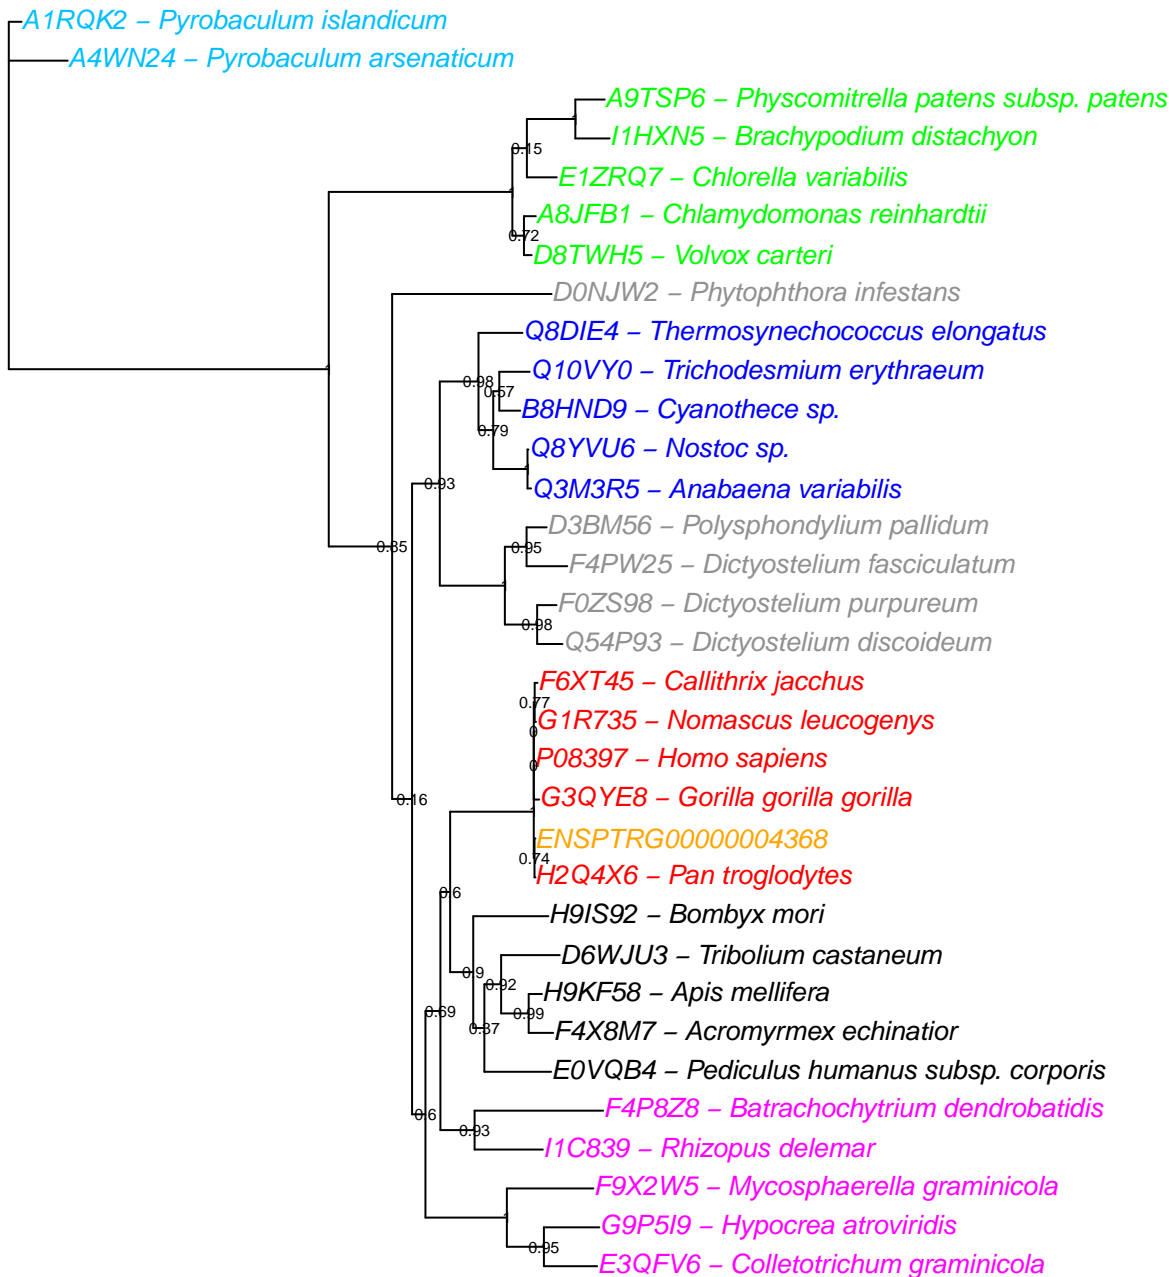 A1RQK2 – Pyrobaculum islandicum
A4WN24 – Pyrobaculum arsenaticum
A9TSP6 – Physcomitrella patens subsp. patens
1
I1HXN5 – Brachypodium distachyon
0.15
E1ZRQ7 – Chlorella variabilis
A8JFB1 – Chlamydomonas reinhardtii
0.72
D8TWH5 – Volvox carteri
D0NJW2 – Phytophthora infestans
Q8DIE4 – Thermosynechococcus elongatus
1
Q10VY0 – Trichodesmium erythraeum
0.98
0.57
B8HND9 – Cyanothece sp.
0.79
Q8YVU6 – Nostoc sp.
1
0.93
Q3M3R5 – Anabaena variabilis
D3BM56 – Polysphondylium pallidum
0.85
0.95
F4PW25 – Dictyostelium fasciculatum
1
F0ZS98 – Dictyostelium purpureum
0.98
Q54P93 – Dictyostelium discoideum
F6XT45 – Callithrix jacchus
0.77
G1R735 – Nomascus leucogenys
0
P08397 – Homo sapiens
0
G3QYE8 – Gorilla gorilla gorilla
0.16
1
ENSPTRG00000004368
0.74
H2Q4X6 – Pan troglodytes
0.6
H9IS92 – Bombyx mori
D6WJU3 – Tribolium castaneum
0.9
0.92
H9KF58 – Apis mellifera
0.69
0.99
0.87
F4X8M7 – Acromyrmex echinatior
E0VQB4 – Pediculus humanus subsp. corporis
F4P8Z8 – Batrachochytrium dendrobatidis
0.6
0.93
I1C839 – Rhizopus delemar
F9X2W5 – Mycosphaerella graminicola
1
G9P5I9 – Hypocrea atroviridis
0.95
E3QFV6 – Colletotrichum graminicola